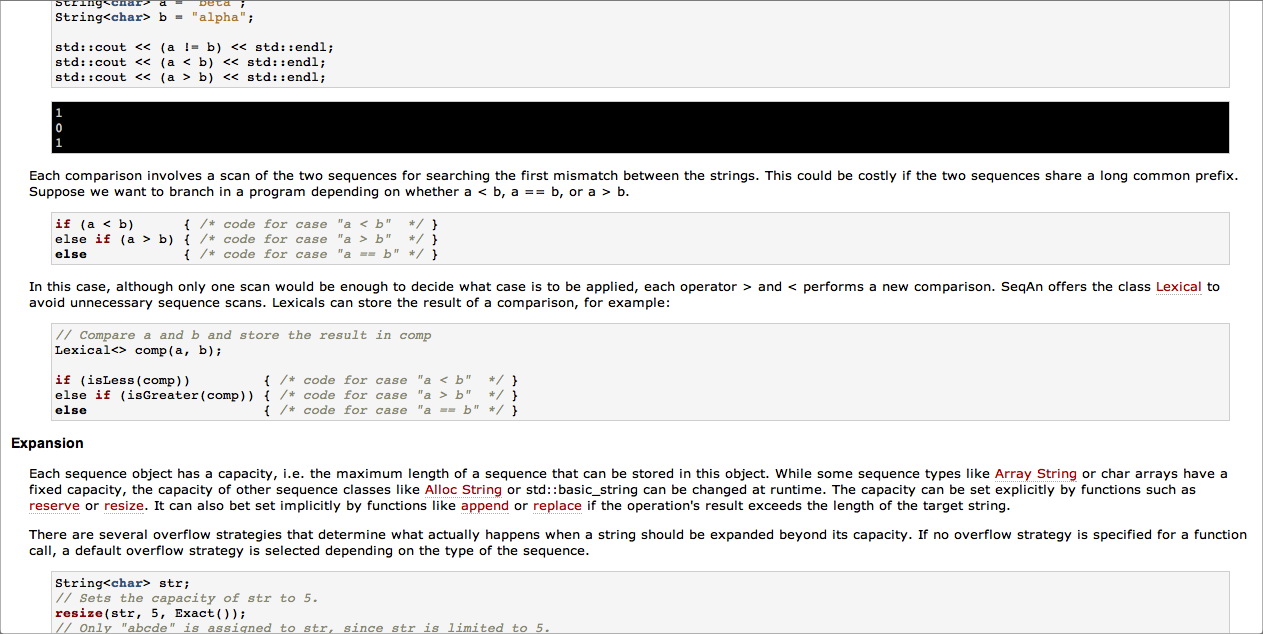 String<char> a = "beta";
String<char> b = "alpha";
std::cout << (a != b) << std::endl;
std::cout << (a < b) << std::endl;
std::cout << (a > b) << std::endl;
1
0
1
Each comparison involves a scan of the two sequences for searching the first mismatch between the strings. This could be costly if the two sequences share a long common prefix.
Suppose we want to branch in a program depending on whether a < b, a == b, or a > b.
if (a < b)      { /* code for case "a < b"  */ }
else if (a > b) { /* code for case "a > b"  */ }
else            { /* code for case "a == b" */ }
In this case, although only one scan would be enough to decide what case is to be applied, each operator > and < performs a new comparison. SeqAn offers the class Lexical to
avoid unnecessary sequence scans. Lexicals can store the result of a comparison, for example:
// Compare a and b and store the result in comp
Lexical<> comp(a, b);
if (isLess(comp))         { /* code for case "a < b"  */ }
else if (isGreater(comp)) { /* code for case "a > b"  */ }
else                      { /* code for case "a == b" */ }
Expansion
Each sequence object has a capacity, i.e. the maximum length of a sequence that can be stored in this object. While some sequence types like Array String or char arrays have a
fixed capacity, the capacity of other sequence classes like Alloc String or std::basic_string can be changed at runtime. The capacity can be set explicitly by functions such as
reserve or resize. It can also bet set implicitly by functions like append or replace if the operation's result exceeds the length of the target string.
There are several overflow strategies that determine what actually happens when a string should be expanded beyond its capacity. If no overflow strategy is specified for a function
call, a default overflow strategy is selected depending on the type of the sequence.
String<char> str;
// Sets the capacity of str to 5.
resize(str, 5, Exact());
// Only "abcde" is assigned to str, since str is limited to 5.